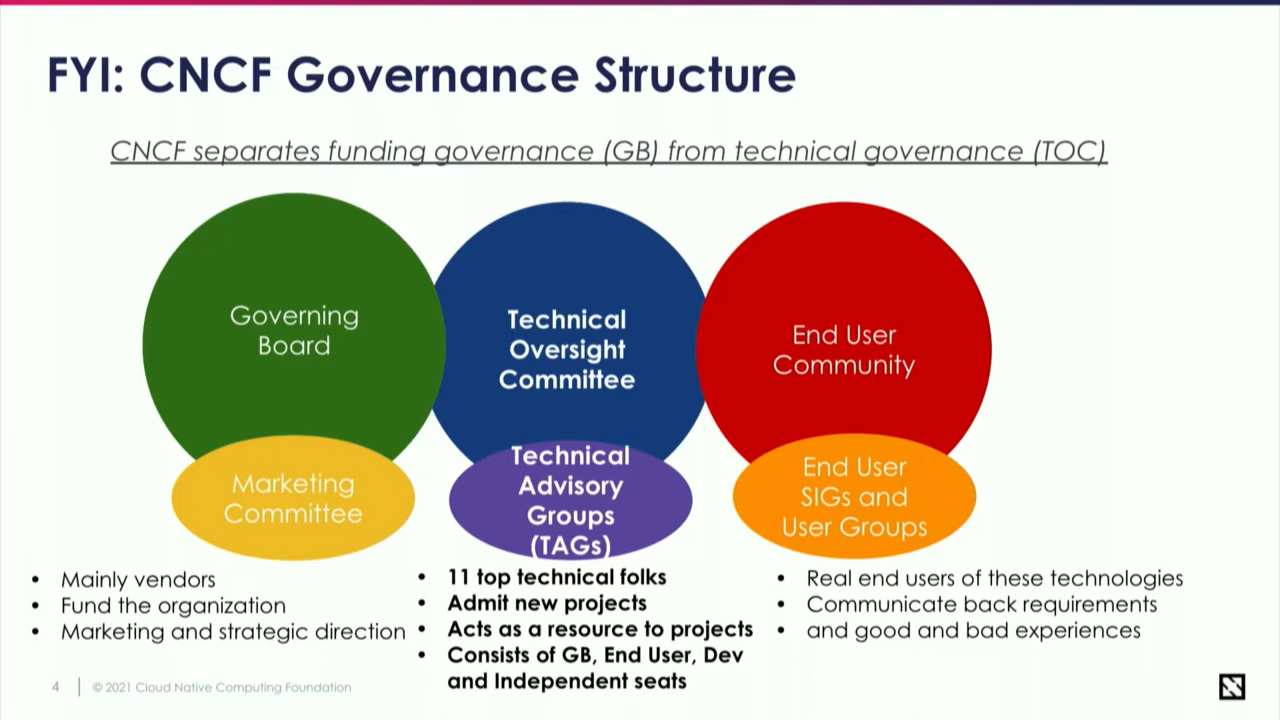 FYI: CNCF Governance Structure
CNCF separates funding governance (GB) from technical governance (TOC)
Governing
Board
Technical
Oversight
Committee
End User
Community
Marketing
Committee
Technical
Advisory
Groups
(TAGs)
End User
SIGs and
User Groups
• Mainly vendors
• Fund the organization
• Marketing and strategic direction
• 11 top technical folks
• Admit new projects
• Acts as a resource to projects
• Consists of GB, End User, Dev
and Independent seats
• Real end users of these technologies
• Communicate back requirements
• and good and bad experiences
4 | © 2021 Cloud Native Computing Foundation